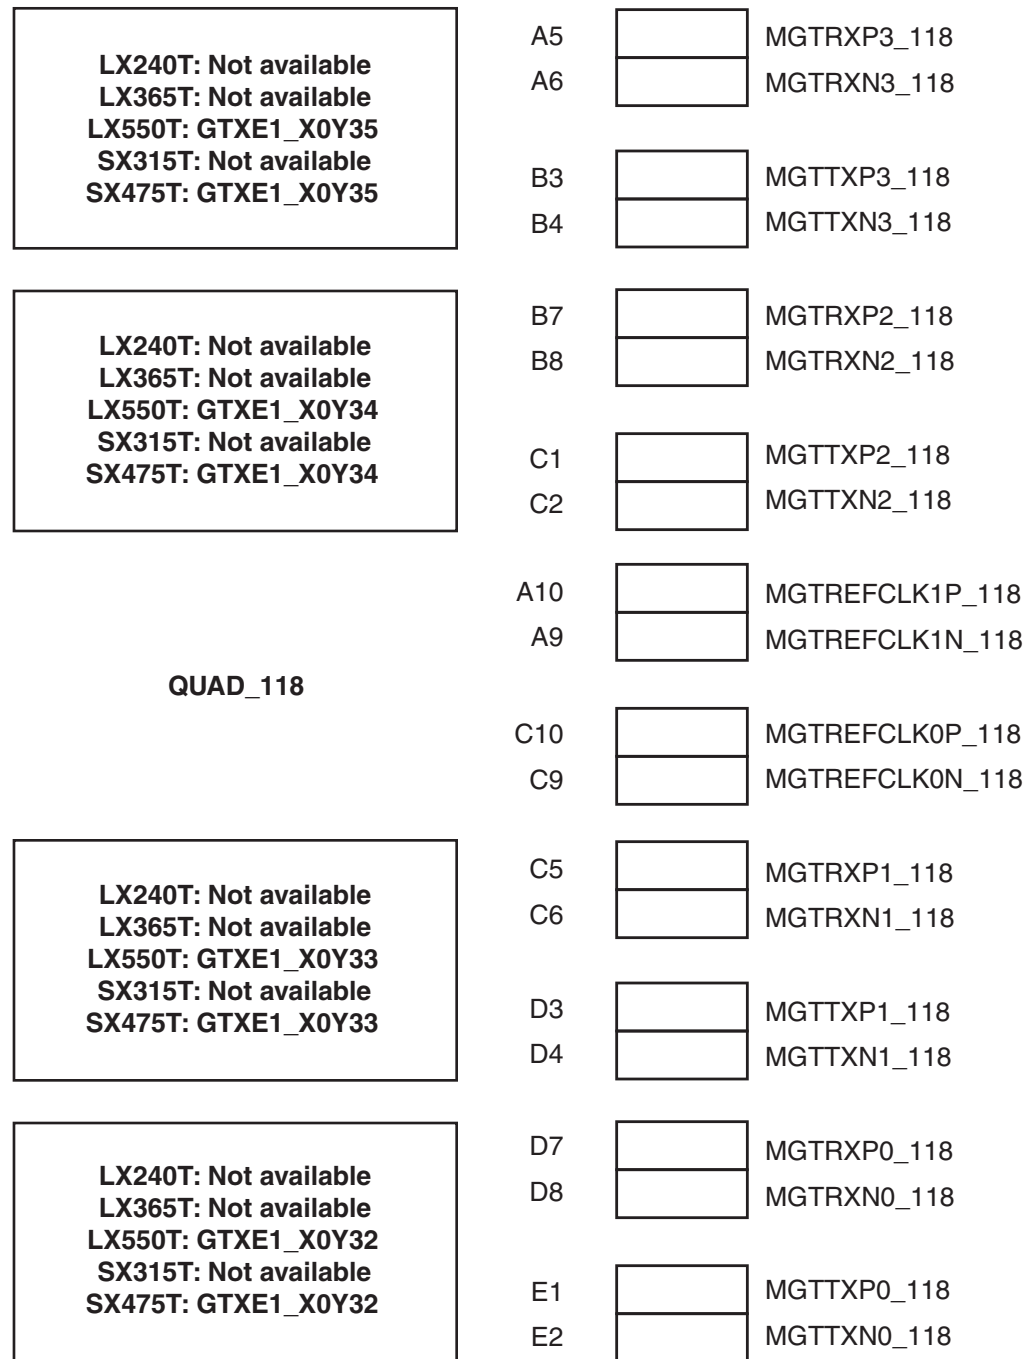 LX240T: Not available
LX365T: Not available
LX550T: GTXE1_X0Y35
SX315T: Not available
SX475T: GTXE1_X0Y35
A5 MGTRXP3_118
A6 MGTRXN3_118
B3 MGTTXP3_118
B4 MGTTXN3_118
LX240T: Not available
LX365T: Not available
LX550T: GTXE1_X0Y34
SX315T: Not available
SX475T: GTXE1_X0Y34
B7 MGTRXP2_118
B8 MGTRXN2_118
C1 MGTTXP2_118
C2 MGTTXN2_118
QUAD_118
A10 MGTREFCLK1P_118
A9 MGTREFCLK1N_118
C10 MGTREFCLK0P_118
C9 MGTREFCLK0N_118
LX240T: Not available
LX365T: Not available
LX550T: GTXE1_X0Y33
SX315T: Not available
SX475T: GTXE1_X0Y33
C5 MGTRXP1_118
C6 MGTRXN1_118
D3 MGTTXP1_118
D4 MGTTXN1_118
LX240T: Not available
LX365T: Not available
LX550T: GTXE1_X0Y32
SX315T: Not available
SX475T: GTXE1_X0Y32
D7 MGTRXP0_118
D8 MGTRXN0_118
E1 MGTTXP0_118
E2 MGTTXN0_118